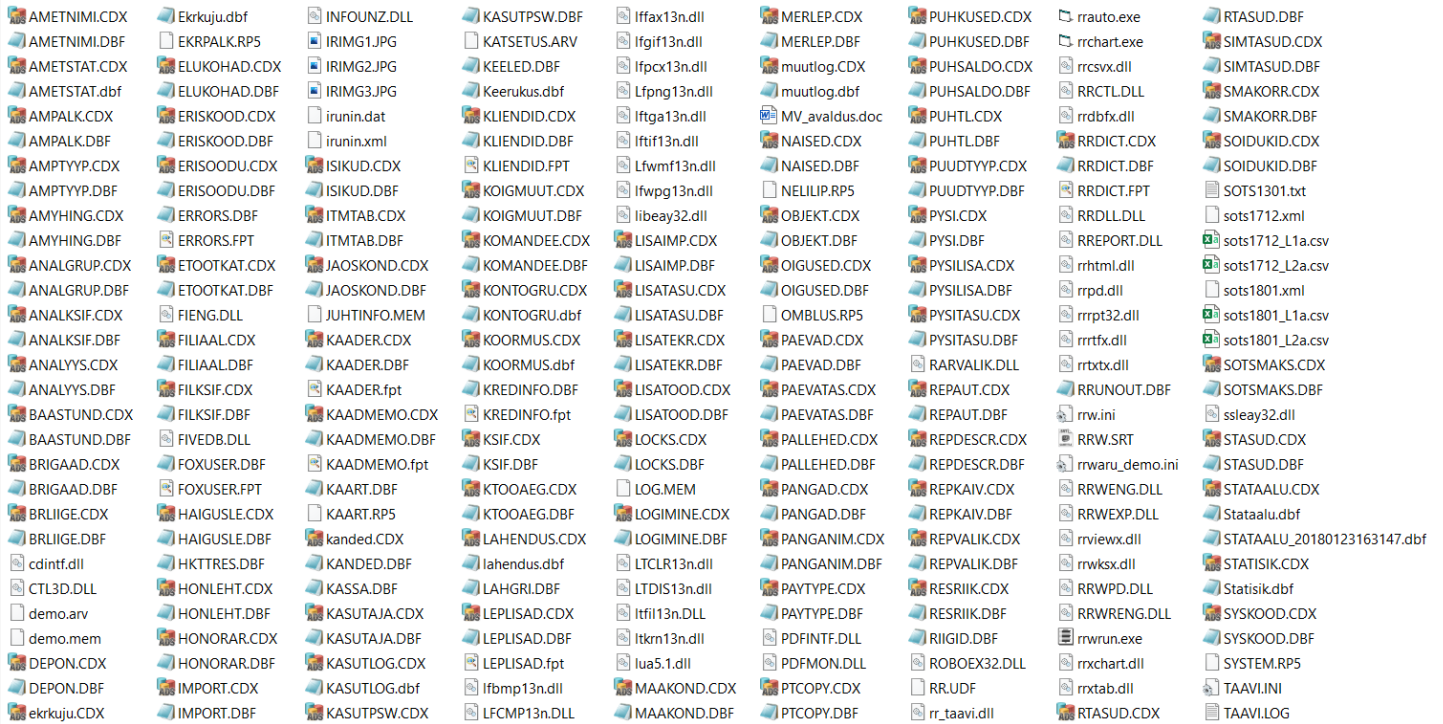 AMETNIMI.CDX
AMETNIMI.DBF
AMETSTAT.CDX
AMETSTAT.dbf
AMPALK.CDX
AMPALK.DBF
AMPTYYP.CDX
AMPTYYP.DBF
AMYHING.CDX
AMYHING.DBF
ANALGRUP.CDX
ANALGRUP.DBF
ANALKSIF.CDX
ANALKSIF.DBF
ANALYYS.CDX
ANALYYS.DBF
BAASTUND.CDX
BAASTUND.DBF
BRIGAAD.CDX
BRIGAAD.DBF
BRLIIGE.CDX
BRLIIGE.DBF
cdintf.dll
CTL3D.DLL
demo.arv
demo.mem
DEPON.CDX
DEPON.DBF
ekrkuju.CDX
Ekrkuju.dbf
EKRPALK.RP5
ELUKOHAD.CDX
ELUKOHAD.DBF
ERISKOOD.CDX
ERISKOOD.DBF
ERISOODU.CDX
ERISOODU.DBF
ERRORS.DBF
ERRORS.FPT
ETOOTKAT.CDX
ETOOTKAT.DBF
FIENG.DLL
FILIAAL.CDX
FILIAAL.DBF
FILKSIF.CDX
FILKSIF.DBF
FIVEDB.DLL
FOXUSER.DBF
FOXUSER.FPT
HAIGUSLE.CDX
HAIGUSLE.DBF
HKTTRES.DBF
HONLEHT.CDX
HONLEHT.DBF
HONORAR.CDX
HONORAR.DBF
IMPORT.CDX
IMPORT.DBF
INFOUNZ.DLL
IRIMG1.JPG
IRIMG2.JPG
IRIMG3.JPG
irunin.dat
irunin.xml
ISIKUD.CDX
ISIKUD.DBF
ITMTAB.CDX
ITMTAB.DBF
JAOSKOND.CDX
JAOSKOND.DBF
JUHTINFO.MEM
KAADER.CDX
KAADER.DBF
KAADER.fpt
KAADMEMO.CDX
KAADMEMO.DBF
KAADMEMO.fpt
KAART.DBF
KAART.RP5
kanded.CDX
KANDED.DBF
KASSA.DBF
KASUTAJA.CDX
KASUTAJA.DBF
KASUTLOG.CDX
KASUTLOG.dbf
KASUTPSW.CDX
KASUTPSW.DBF
KATSETUS.ARV
KEELED.DBF
Keerukus.dbf
KLIENDID.CDX
KLIENDID.DBF
KLIENDID.FPT
KOIGMUUT.CDX
KOIGMUUT.DBF
KOMANDEE.CDX
KOMANDEE.DBF
KONTOGRU.CDX
KONTOGRU.dbf
KOORMUS.CDX
KOORMUS.dbf
KREDINFO.DBF
KREDINFO.fpt
KSIF.CDX
KSIF.DBF
KTOOAEG.CDX
KTOOAEG.DBF
LAHENDUS.CDX
lahendus.dbf
LAHGRI.DBF
LEPLISAD.CDX
LEPLISAD.DBF
LEPLISAD.fpt
lfbmp13n.dll
LFCMP13n.DLL
lffax13n.dll
lfgif13n.dll
lfpcx13n.dll
Lfpng13n.dll
lftga13n.dll
lftif13n.dll
Lfwmf13n.dll
lfwpg13n.dll
libeay32.dll
LISAIMP.CDX
LISAIMP.DBF
LISATASU.CDX
LISATASU.DBF
LISATEKR.CDX
LISATEKR.DBF
LISATOOD.CDX
LISATOOD.DBF
LOCKS.CDX
LOCKS.DBF
LOG.MEM
LOGIMINE.CDX
LOGIMINE.DBF
LTCLR13n.dll
LTDIS13n.dll
ltfil13n.DLL
ltkrn13n.dll
lua5.1.dll
MAAKOND.CDX
MAAKOND.DBF
MERLEP.CDX
MERLEP.DBF
muutlog.CDX
muutlog.dbf
MV_avaldus.doc
NAISED.CDX
NAISED.DBF
NELILIP.RP5
OBJEKT.CDX
OBJEKT.DBF
OIGUSED.CDX
OIGUSED.DBF
OMBLUS.RP5
PAEVAD.CDX
PAEVAD.DBF
PAEVATAS.CDX
PAEVATAS.DBF
PALLEHED.CDX
PALLEHED.DBF
PANGAD.CDX
PANGAD.DBF
PANGANIM.CDX
PANGANIM.DBF
PAYTYPE.CDX
PAYTYPE.DBF
PDFINTF.DLL
PDFMON.DLL
PTCOPY.CDX
PTCOPY.DBF
PUHKUSED.CDX
PUHKUSED.DBF
PUHSALDO.CDX
PUHSALDO.DBF
PUHTL.CDX
PUHTL.DBF
PUUDTYYP.CDX
PUUDTYYP.DBF
PYSI.CDX
PYSI.DBF
PYSILISA.CDX
PYSILISA.DBF
PYSITASU.CDX
PYSITASU.DBF
RARVALIK.DLL
REPAUT.CDX
REPAUT.DBF
REPDESCR.CDX
REPDESCR.DBF
REPKAIV.CDX
REPKAIV.DBF
REPVALIK.CDX
REPVALIK.DBF
RESRIIK.CDX
RESRIIK.DBF
RIIGID.DBF
ROBOEX32.DLL
RR.UDF
rr_taavi.dll
rrauto.exe
rrchart.exe
rrcsvx.dll
RRCTL.DLL
rrdbfx.dll
RRDICT.CDX
RRDICT.DBF
RRDICT.FPT
RRDLL.DLL
RREPORT.DLL
rrhtml.dll
rrpd.dll
rrrpt32.dll
rrrtfx.dll
rrtxtx.dll
RRUNOUT.DBF
rrw.ini
RRW.SRT
rrwaru_demo.ini
RRWENG.DLL
RRWEXP.DLL
rrviewx.dll
rrwksx.dll
RRWPD.DLL
RRWRENG.DLL
rrwrun.exe
rrxchart.dll
rrxtab.dll
RTASUD.CDX
RTASUD.DBF
SIMTASUD.CDX
SIMTASUD.DBF
SMAKORR.CDX
SMAKORR.DBF
SOIDUKID.CDX
SOIDUKID.DBF
SOTS1301.txt
sots1712.xml
sots1712_L1a.csv
sots1712_L2a.csv
sots1801.xml
sots1801_L1a.csv
sots1801_L2a.csv
SOTSMAKS.CDX
SOTSMAKS.DBF
ssleay32.dll
STASUD.CDX
STASUD.DBF
STATAALU.CDX
Stataalu.dbf
STATAALU_20180123163147.dbf
STATISIK.CDX
Statisik.dbf
SYSKOOD.CDX
SYSKOOD.DBF
SYSTEM.RP5
TAAVI.INI
TAAVI.LOG